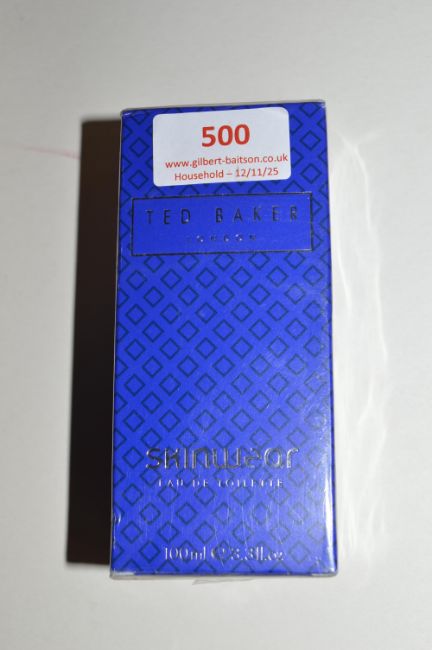 500
www.gilbert-baitson.co.uk
Household – 12/11/25
TED BAKER
LONDON
SKINWEAR
EAU DE TOILETTE
100ml ℮ 3.3fl.oz